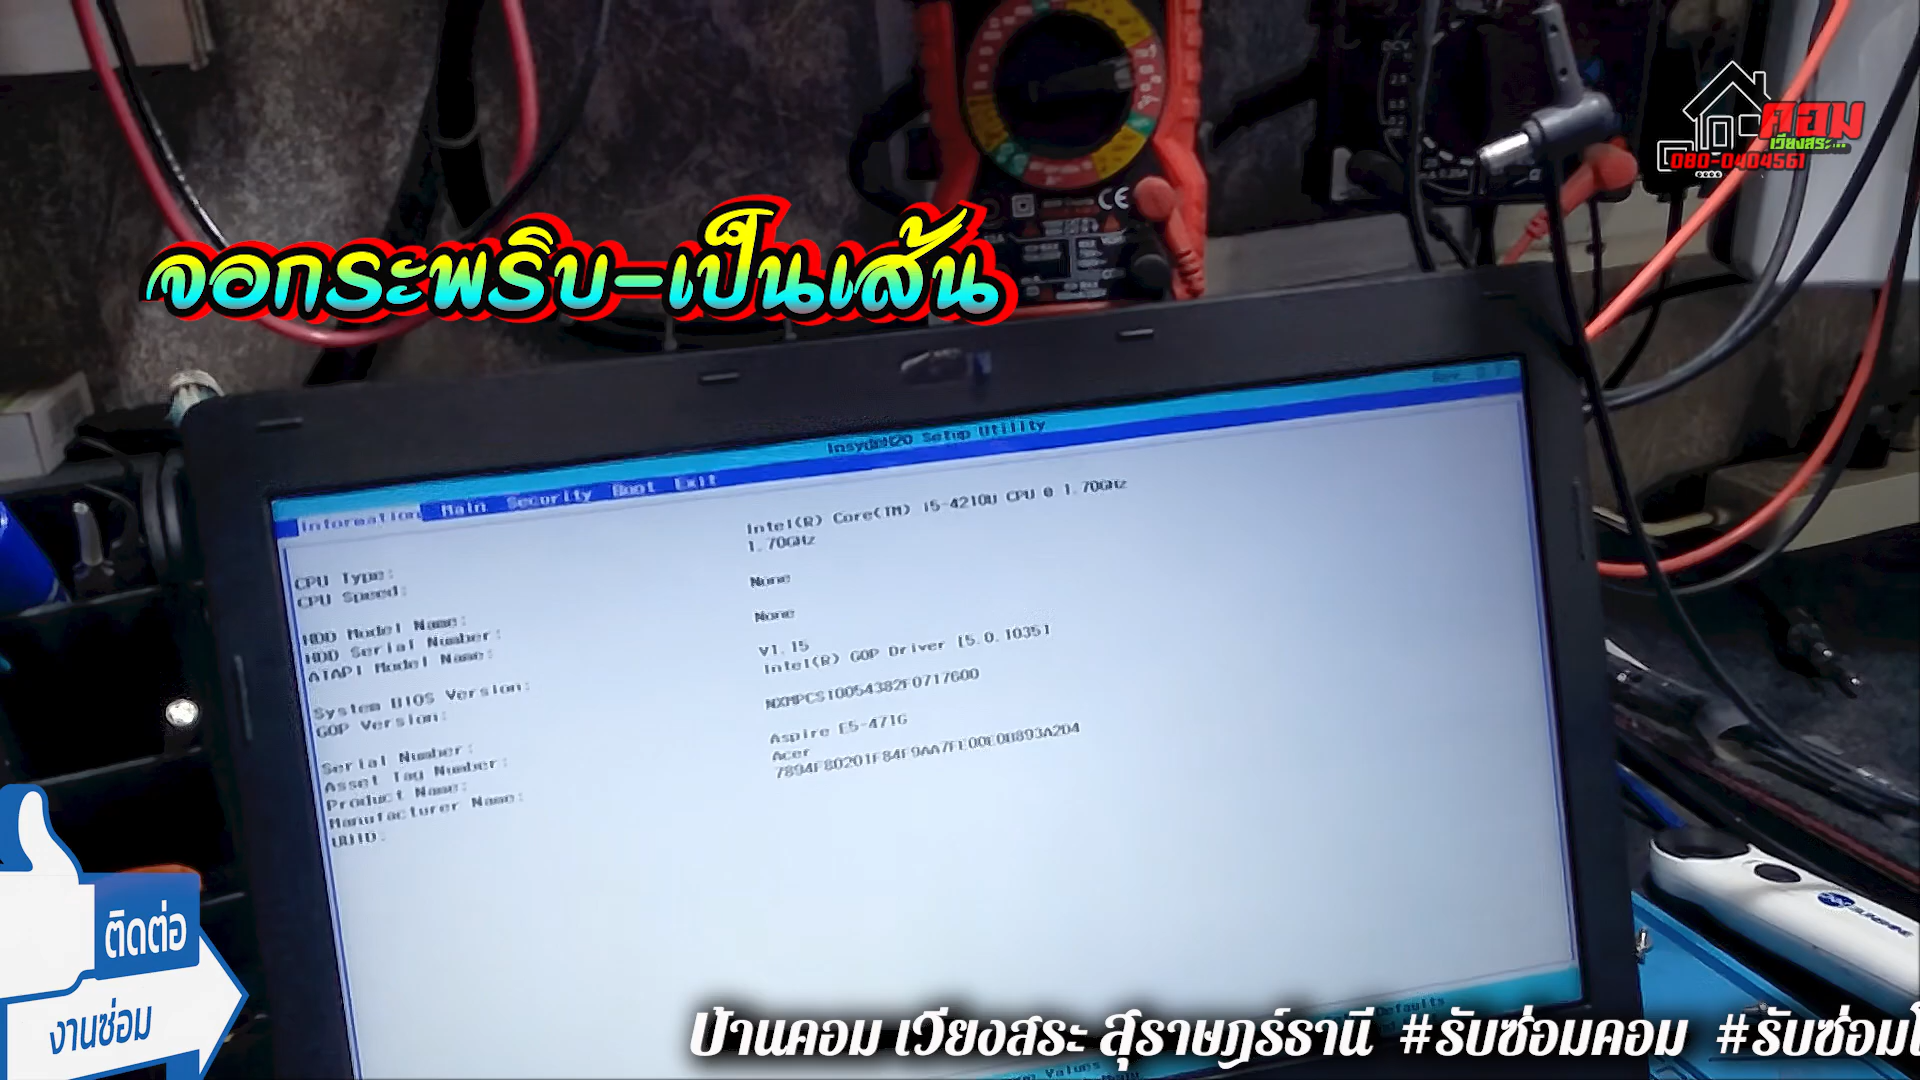 คอม
เวียงสระ...
080-0404561
CE
จอกระพริบ-เป็นเส้น
InsydeH20 Setup Utility
Information Main Security Boot Exit
CPU Type: Intel(R) Core(TM) i5-4210U CPU @ 1.70GHz
CPU Speed: 1.70GHz
HDD Model Name: None
HDD Serial Number:
ATAPI Model Name: None
System BIOS Version: V1.15
GOP Version: Intel(R) GOP Driver [5.0.1035]
Serial Number: NXMPCST0054382F0717600
Asset Tag Number:
Product Name: Aspire E5-471G
Manufacturer Name: Acer
UUID: 7894F80201F84F9AA7FE00E0B893A2D4
Defaults
Values
SUNSHINE
ติดต่อ
งานซ่อม
บ้านคอม เวียงสระ สุราษฎร์ธานี #รับซ่อมคอม #รับซ่อม